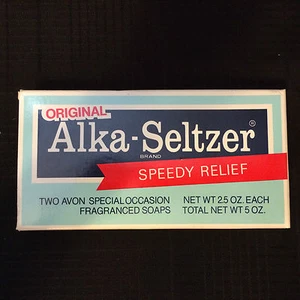 ORIGINAL
Alka-Seltzer®
BRAND
SPEEDY RELIEF
TWO AVON SPECIAL OCCASION NET WT 2.5 OZ. EACH
FRAGRANCED SOAPS TOTAL NET WT 5 OZ.